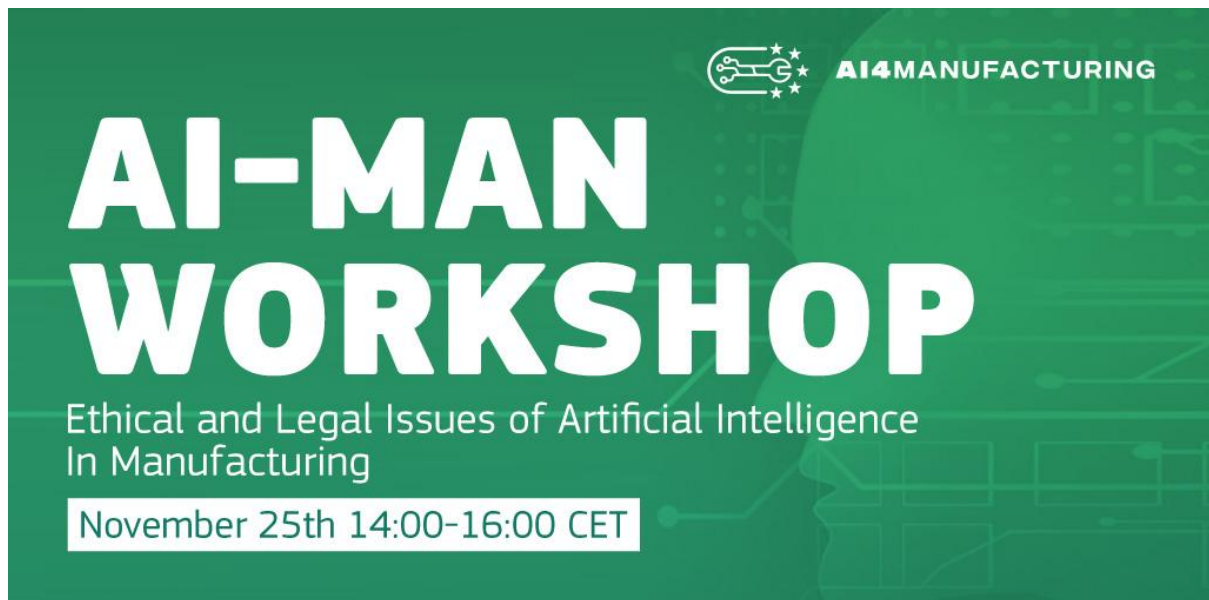 AI4MANUFACTURING
AI-MAN
WORKSHOP
Ethical and Legal Issues of Artificial Intelligence
In Manufacturing
November 25th 14:00-16:00 CET